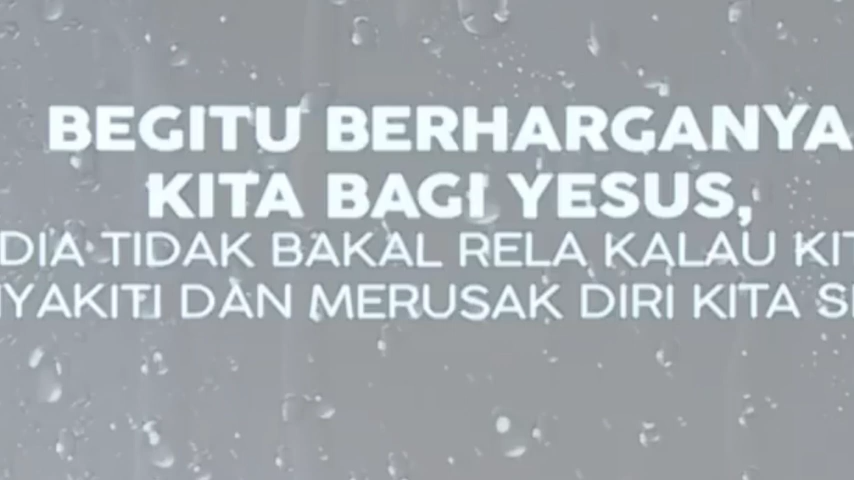 BEGITU BERHARGANYA
KITA BAGI YESUS,
DIA TIDAK BAKAL RELA KALAU
DAN MERUSAK DIRI KITA